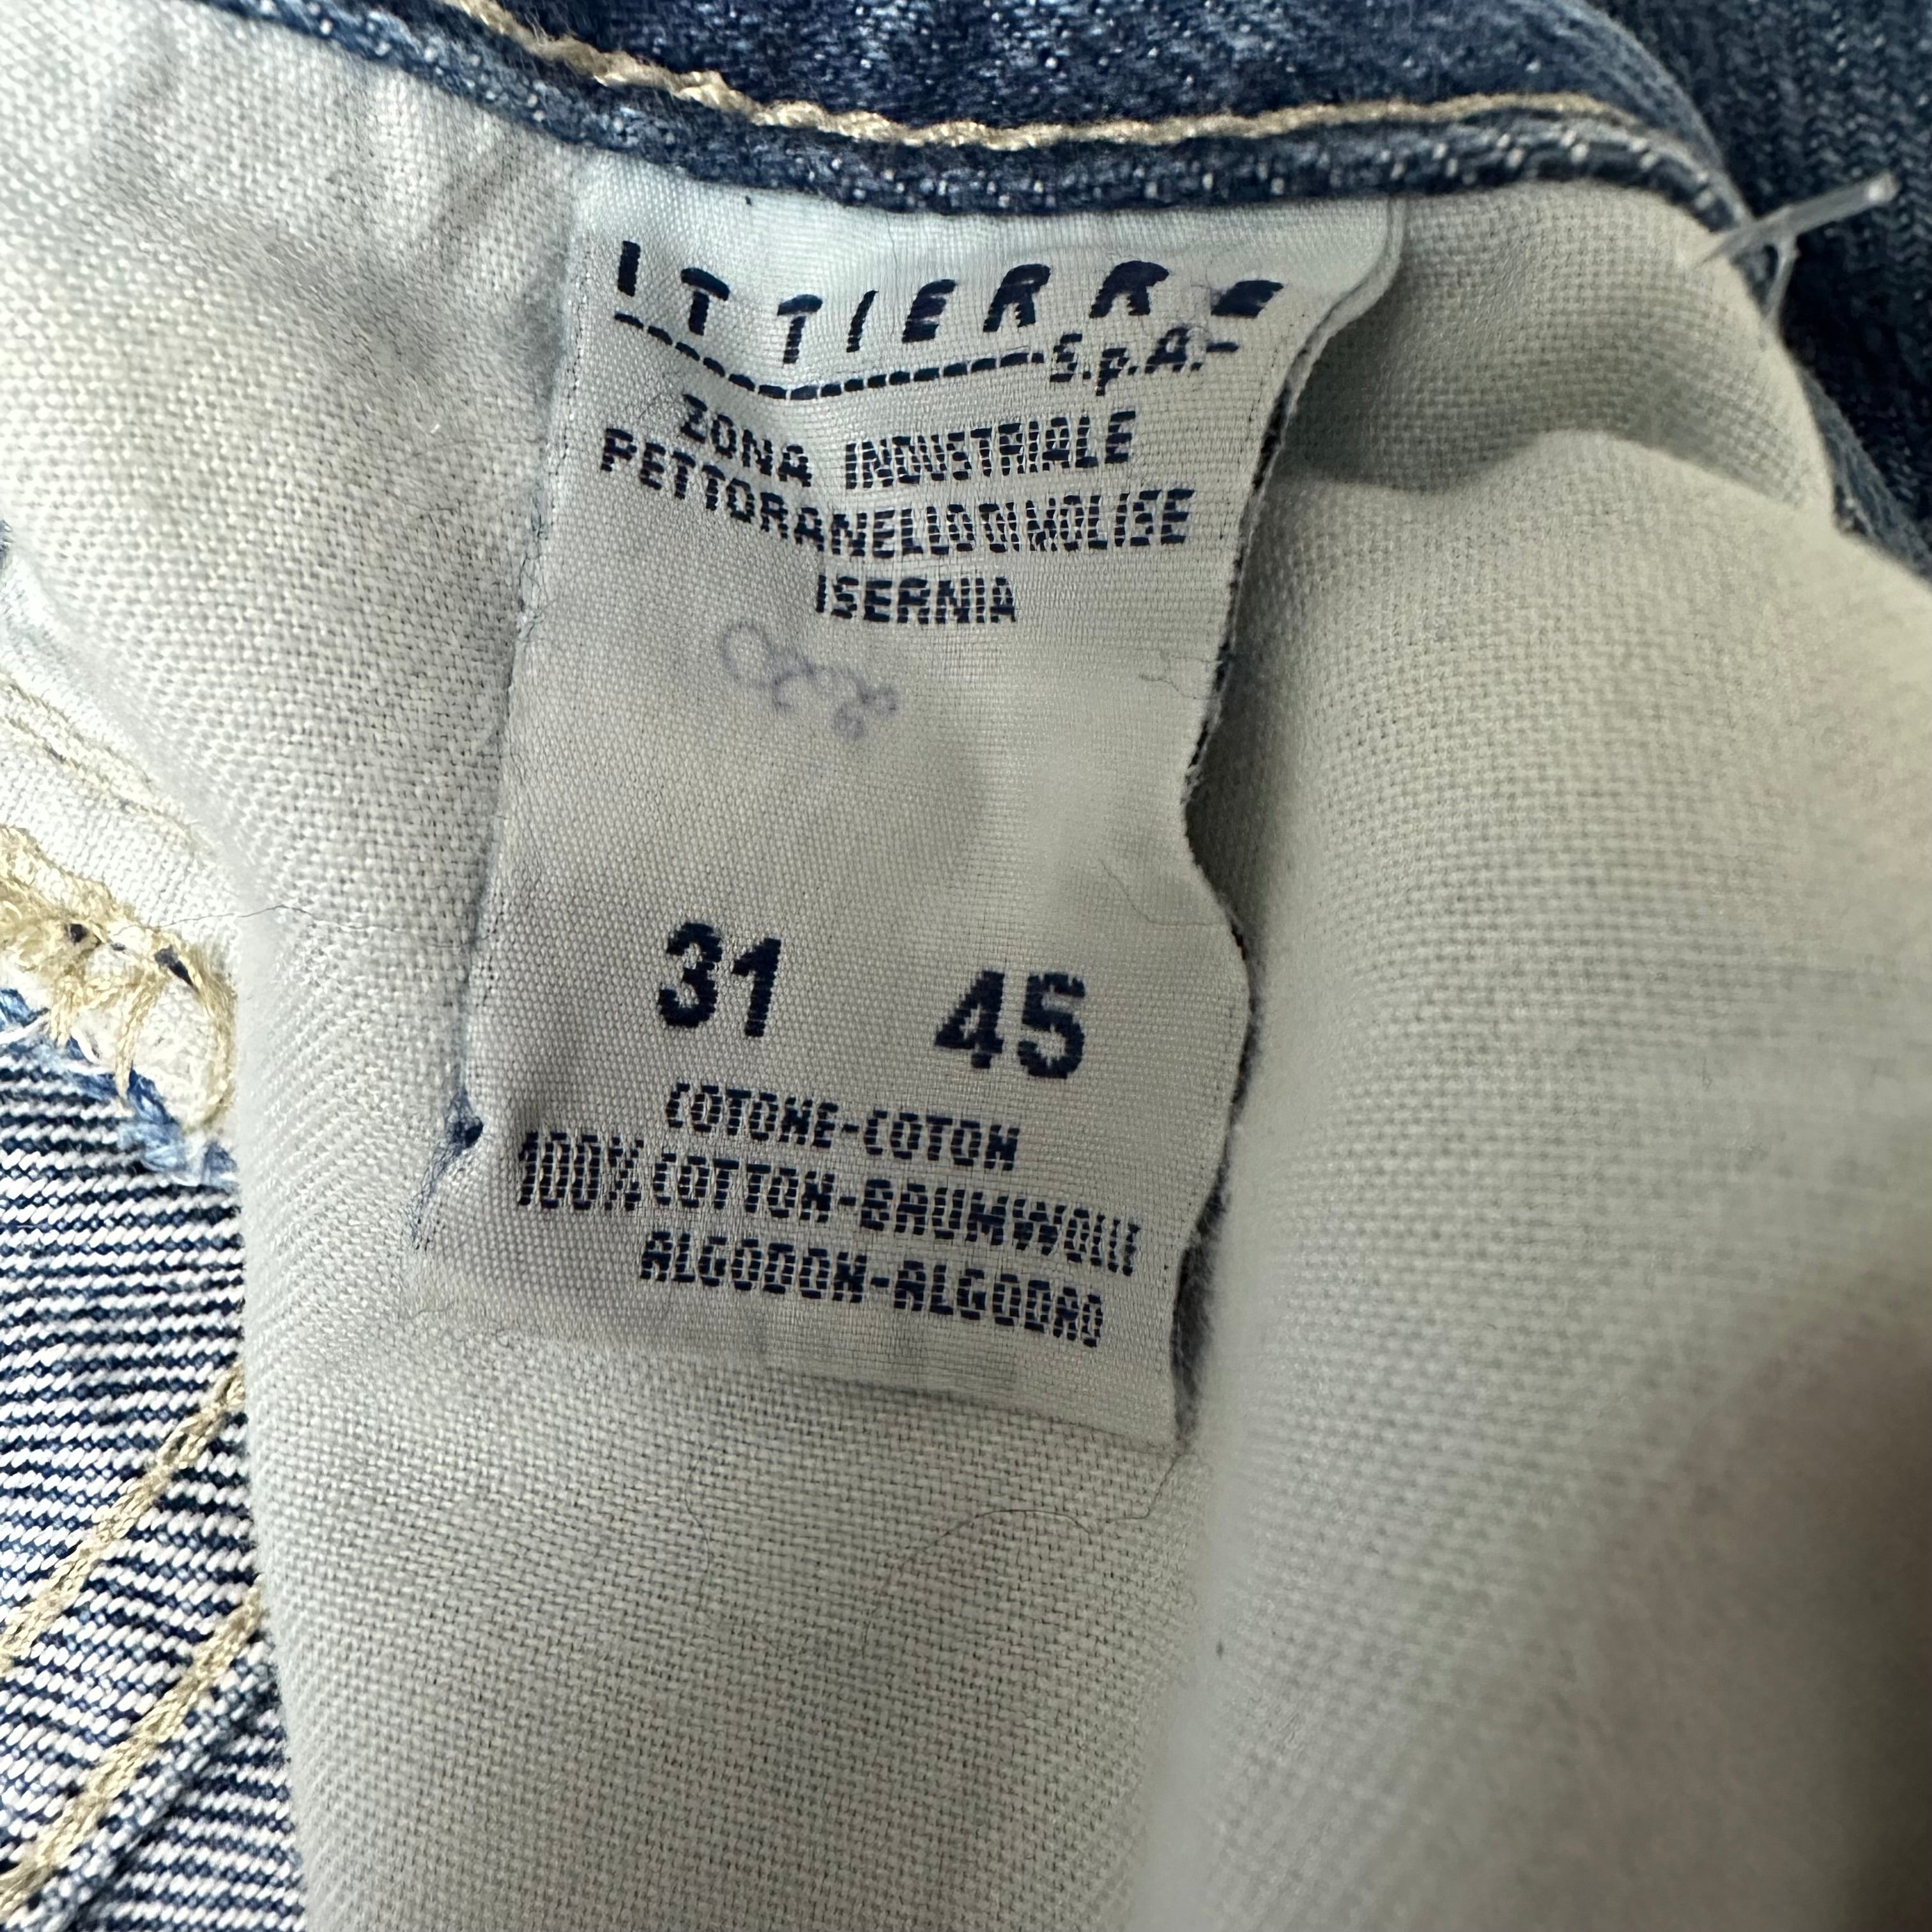 ITTIERRE
S.p.A.-
ZONA INDUSTRIALE
PETTORANELLO DI MOLISE
ISERNIA
31 45
COTONE-COTON
100% COTTON-BAUMWOLLE
ALGODON-ALGODAO